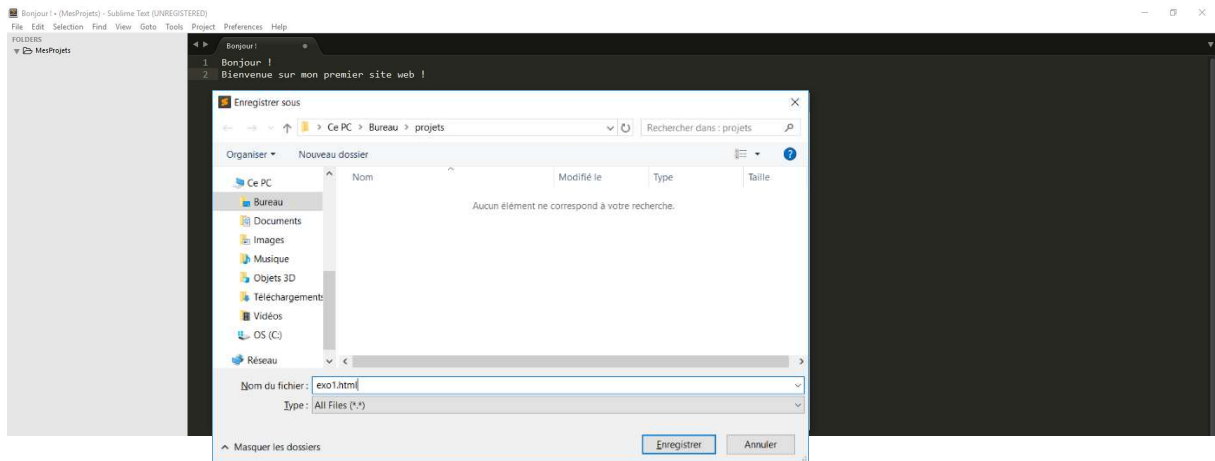 Bonjour ! • (MesProjets) - Sublime Text (UNREGISTERED)
File Edit Selection Find View Goto Tools Project Preferences Help
FOLDERS
MesProjets
Bonjour !
1 Bonjour !
2 Bienvenue sur mon premier site web !
Enregistrer sous
> Ce PC > Bureau > projets
Rechercher dans : projets
Organiser
Nouveau dossier
Nom Modifié le Type Taille
Aucun élément ne correspond à votre recherche.
Ce PC
Bureau
Documents
Images
Musique
Objets 3D
Téléchargements
Vidéos
OS (C:)
Réseau
Nom du fichier : exo1.html
Type : All Files (*.*)
Masquer les dossiers
Enregistrer
Annuler